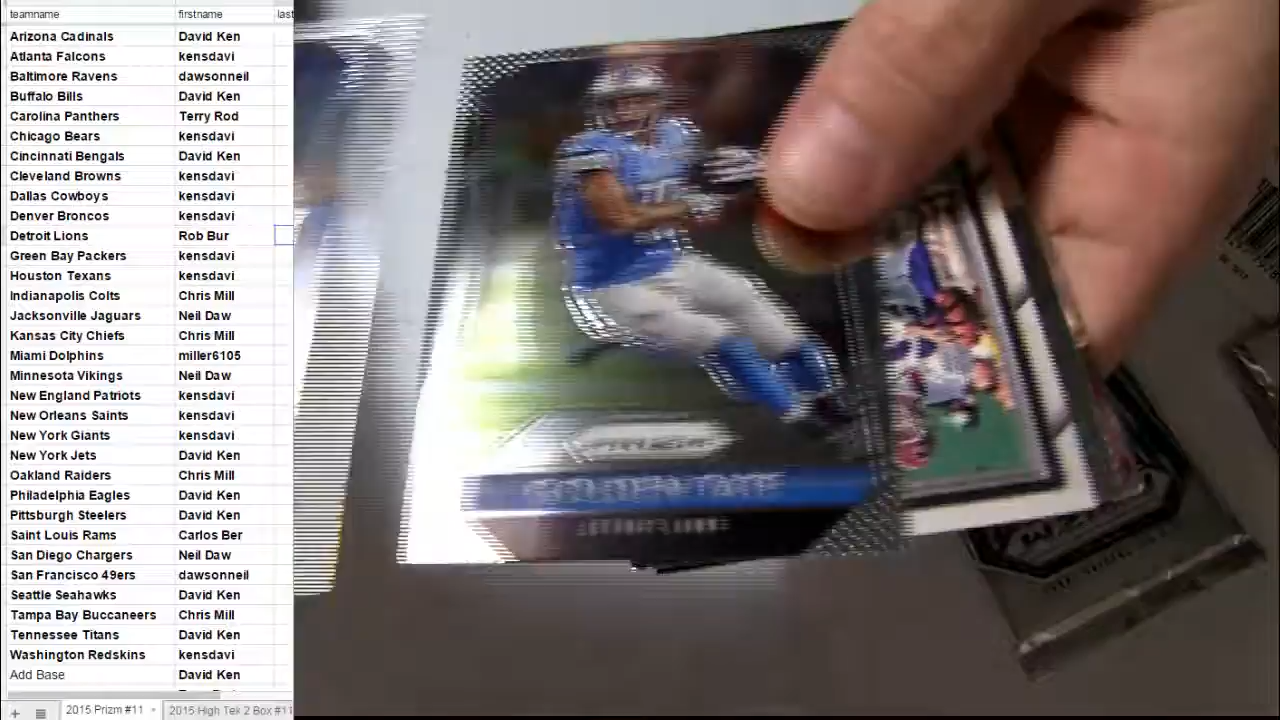 teamname firstname last
Arizona Cadinals David Ken
Atlanta Falcons kensdavi
Baltimore Ravens dawsonneil
Buffalo Bills David Ken
Carolina Panthers Terry Rod
Chicago Bears kensdavi
Cincinnati Bengals David Ken
Cleveland Browns kensdavi
Dallas Cowboys kensdavi
Denver Broncos kensdavi
Detroit Lions Rob Bur
Green Bay Packers kensdavi
Houston Texans kensdavi
Indianapolis Colts Chris Mill
Jacksonville Jaguars Neil Daw
Kansas City Chiefs Chris Mill
Miami Dolphins miller6105
Minnesota Vikings Neil Daw
New England Patriots kensdavi
New Orleans Saints kensdavi
New York Giants kensdavi
New York Jets David Ken
Oakland Raiders Chris Mill
Philadelphia Eagles David Ken
Pittsburgh Steelers David Ken
Saint Louis Rams Carlos Ber
San Diego Chargers Neil Daw
San Francisco 49ers dawsonneil
Seattle Seahawks David Ken
Tampa Bay Buccaneers Chris Mill
Tennessee Titans David Ken
Washington Redskins kensdavi
Add Base David Ken
2015 Prizm #11 2015 High Tek 2 Box #11
PRIZM
GOLDEN TATE
DETROIT LIONS